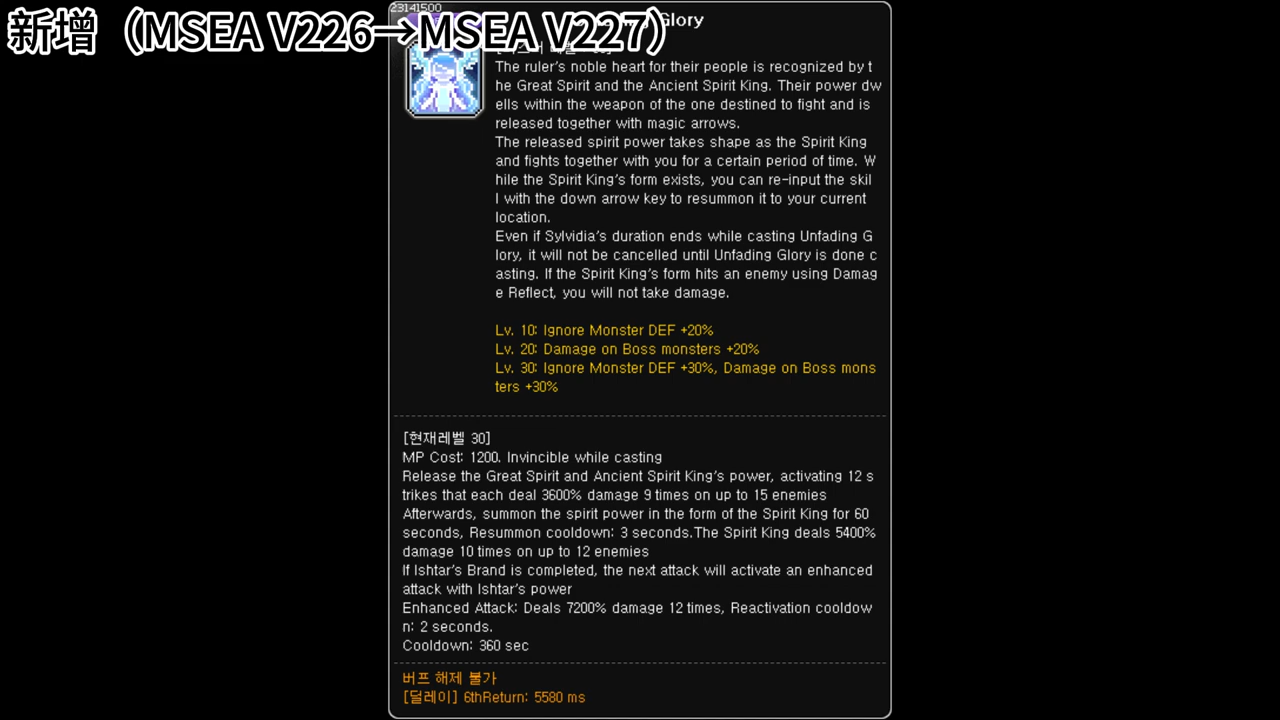 23141500
新增（MSEA V226→MSEA V227）
Glory
The ruler's noble heart for their people is recognized by t
he Great Spirit and the Ancient Spirit King. Their power dw
ells within the weapon of the one destined to fight and is
released together with magic arrows.
The released spirit power takes shape as the Spirit King
and fights together with you for a certain period of time. W
hile the Spirit King's form exists, you can re-input the skil
l with the down arrow key to resummon it to your current
location.
Even if Sylvidia's duration ends while casting Unfading G
lory, it will not be cancelled until Unfading Glory is done c
asting. If the Spirit King's form hits an enemy using Damag
e Reflect, you will not take damage.
Lv. 10: Ignore Monster DEF +20%
Lv. 20: Damage on Boss monsters +20%
Lv. 30: Ignore Monster DEF +30%, Damage on Boss mons
ters +30%
[현재레벨 30]
MP Cost: 1200. Invincible while casting
Release the Great Spirit and Ancient Spirit King's power, activating 12 s
trikes that each deal 3600% damage 9 times on up to 15 enemies
Afterwards, summon the spirit power in the form of the Spirit King for 60
seconds, Resummon cooldown: 3 seconds.The Spirit King deals 5400%
damage 10 times on up to 12 enemies
If Ishtar's Brand is completed, the next attack will activate an enhanced
attack with Ishtar's power
Enhanced Attack: Deals 7200% damage 12 times, Reactivation cooldow
n: 2 seconds.
Cooldown: 360 sec
버프 해제 불가
[딜레이] 6thReturn: 5580 ms